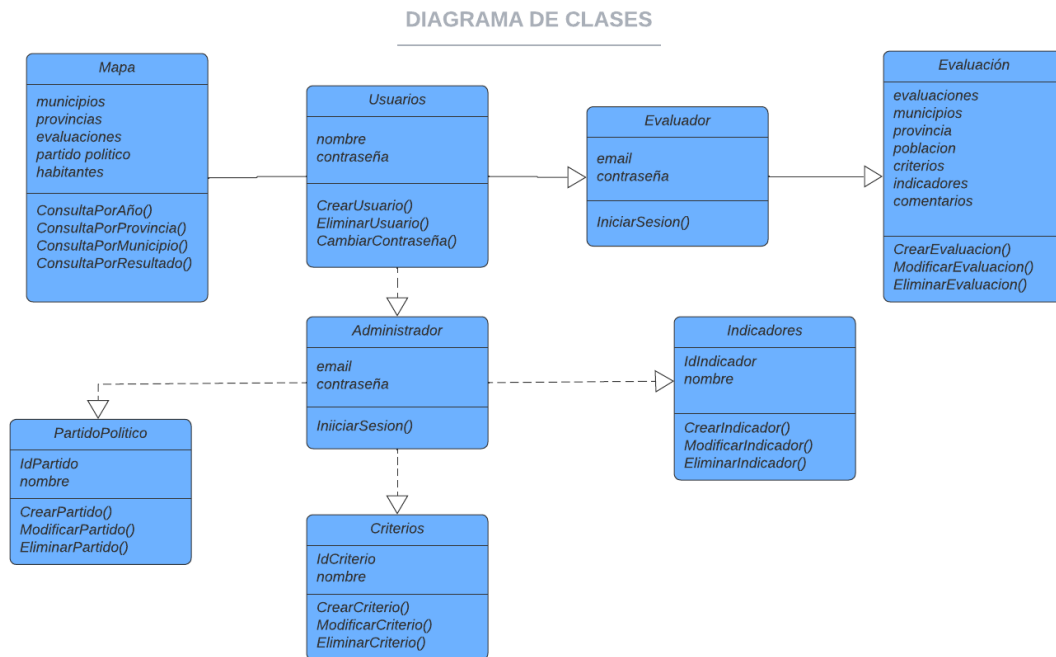 DIAGRAMA DE CLASES
Mapa
municipios
provincias
evaluaciones
partido politico
habitantes
ConsultaPorAño()
ConsultaPorProvincia()
ConsultaPorMunicipio()
ConsultaPorResultado()
Usuarios
nombre
contraseña
CrearUsuario()
EliminarUsuario()
CambiarContraseña()
Evaluador
email
contraseña
IniciarSesion()
Evaluación
evaluaciones
municipios
provincia
poblacion
criterios
indicadores
comentarios
CrearEvaluacion()
ModificarEvaluacion()
EliminarEvaluacion()
Administrador
email
contraseña
IniiciarSesion()
Indicadores
IdIndicador
nombre
CrearIndicador()
ModificarIndicador()
EliminarIndicador()
PartidoPolitico
IdPartido
nombre
CrearPartido()
ModificarPartido()
EliminarPartido()
Criterios
IdCriterio
nombre
CrearCriterio()
ModificarCriterio()
EliminarCriterio()